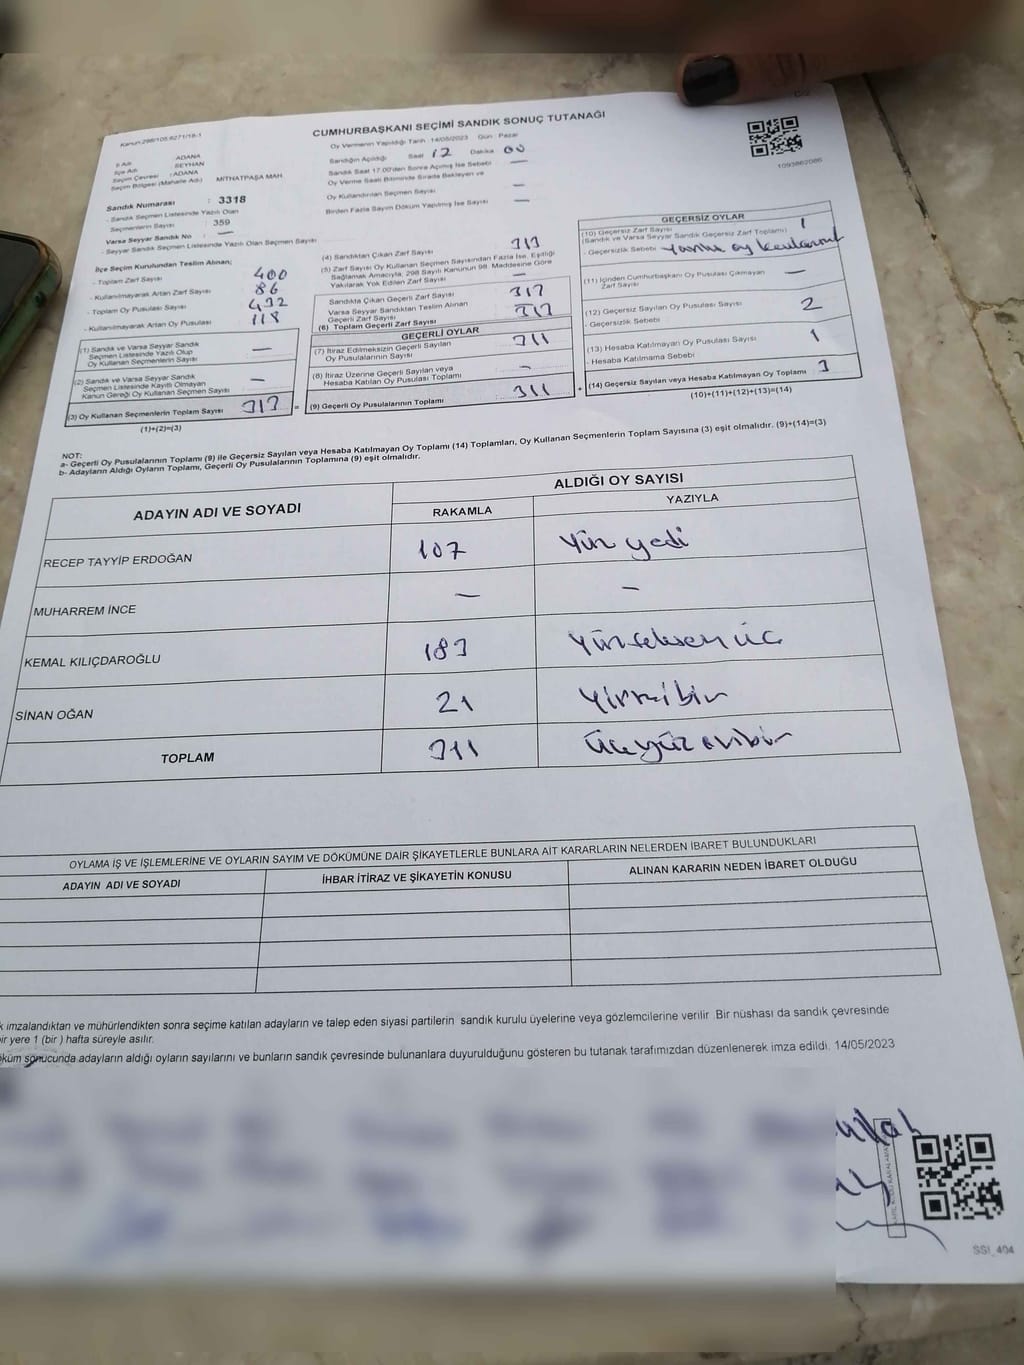 Kanun:298/105,6271/18-1
CUMHURBAŞKANI SEÇİMİ SANDIK SONUÇ TUTANAĞI
İl Adı : ADANA
İlçe Adı : SEYHAN
Seçim Çevresi : ADANA
Seçim Bölgesi (Mahalle Adı) MİTHATPAŞA MAH.
Sandık Numarası : 3318
- Sandık Seçmen Listesinde Yazılı Olan
Seçmenlerin Sayısı : 359
Varsa Seyyar Sandık No : —
- Seyyar Sandık Seçmen Listesinde Yazılı Olan Seçmen Sayısı
Oy Vermenin Yapıldığı Tarih 14/05/2023 Gün: Pazar
Sandığın Açıldığı Saat 12 Dakika 00
Sandık Saat 17.00'den Sonra Açılmış İse Sebebi —
Oy Verme Saati Bitiminde Sırada Bekleyen ve
Oy Kullandırılan Seçmen Sayısı —
Birden Fazla Sayım Döküm Yapılmış İse Sayısı —
1093862086
İlçe Seçim Kurulundan Teslim Alınan;
- Toplam Zarf Sayısı 400
- Kullanılmayarak Artan Zarf Sayısı 86
- Toplam Oy Pusulası Sayısı 432
- Kullanılmayarak Artan Oy Pusulası 118
(1) Sandık ve Varsa Seyyar Sandık
Seçmen Listesinde Yazılı Olup
Oy Kullanan Seçmenlerin Sayısı —
(2) Sandık ve Varsa Seyyar Sandık
Seçmen Listesinde Kayıtlı Olmayan
Kanun Gereği Oy Kullanan Seçmen Sayısı —
(3) Oy Kullanan Seçmenlerin Toplam Sayısı 313 =
(1)+(2)=(3)
(4) Sandıktan Çıkan Zarf Sayısı 313
(5) Zarf Sayısı Oy Kullanan Seçmen Sayısından Fazla İse, Eşitliği
Sağlamak Amacıyla, 298 Sayılı Kanunun 98. Maddesine Göre
Yakılarak Yok Edilen Zarf Sayısı —
Sandıkta Çıkan Geçerli Zarf Sayısı
Varsa Seyyar Sandıktan Teslim Alınan
Geçerli Zarf Sayısı
(6) Toplam Geçerli Zarf Sayısı
GEÇERLİ OYLAR
(7) İtiraz Edilmeksizin Geçerli Sayılan
Oy Pusulalarının Sayısı 311
(8) İtiraz Üzerine Geçerli Sayılan veya
Hesaba Katılan Oy Pusulası Toplamı -
(9) Geçerli Oy Pusulalarının Toplamı 311 +
GEÇERSİZ OYLAR
(10) Geçersiz Zarf Sayısı 1
(Sandık ve Varsa Seyyar Sandık Geçersiz Zarf Toplamı)
- Geçersizlik Sebebi oy
(11) İçinden Cumhurbaşkanı Oy Pusulası Çıkmayan
Zarf Sayısı —
(12) Geçersiz Sayılan Oy Pusulası Sayısı 2
- Geçersizlik Sebebi
(13) Hesaba Katılmayan Oy Pusulası Sayısı 1
- Hesaba Katılmama Sebebi
(14) Geçersiz Sayılan veya Hesaba Katılmayan Oy Toplamı 3
(10)+(11)+(12)+(13)=(14)
NOT:
a- Geçerli Oy Pusulalarının Toplamı (9) ile Geçersiz Sayılan veya Hesaba Katılmayan Oy Toplamı (14) Toplamları, Oy Kullanan Seçmenlerin Toplam Sayısına (3) eşit olmalıdır. (9)+(14)=(3)
b- Adayların Aldığı Oyların Toplamı, Geçerli Oy Pusulalarının Toplamına (9) eşit olmalıdır.
ADAYIN ADI VE SOYADI
ALDIĞI OY SAYISI
RAKAMLA YAZIYLA
RECEP TAYYİP ERDOĞAN 107 Yüz yedi
MUHARREM İNCE — —
KEMAL KILIÇDAROĞLU 183 Yüzseksenüç
SİNAN OĞAN 21 Yirmibir
TOPLAM 311 Üçyüzonbir
OYLAMA İŞ VE İŞLEMLERİNE VE OYLARIN SAYIM VE DÖKÜMÜNE DAİR ŞİKAYETLERLE BUNLARA AİT KARARLARIN NELERDEN İBARET BULUNDUKLARI
ADAYIN ADI VE SOYADI İHBAR İTİRAZ VE ŞİKAYETİN KONUSU ALINAN KARARIN NEDEN İBARET OLDUĞU
k imzalandıktan ve mühürlendikten sonra seçime katılan adayların ve talep eden siyasi partilerin sandık kurulu üyelerine veya gözlemcilerine verilir Bir nüshası da sandık çevresinde
ir yere 1 (bir ) hafta süreyle asılır.
öküm sonucunda adayların aldığı oyların sayılarını ve bunların sandık çevresinde bulunanlara duyurulduğunu gösteren bu tutanak tarafımızdan düzenlenerek imza edildi. 14/05/2023
SSI_404